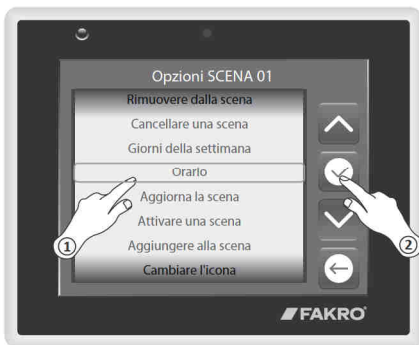 Opzioni SCENA 01
Rimuovere dalla scena
Cancellare una scena
Giorni della settimana
Orario
Aggiorna la scena
Attivare una scena
Aggiungere alla scena
Cambiare l'icona
1
2
FAKRO®